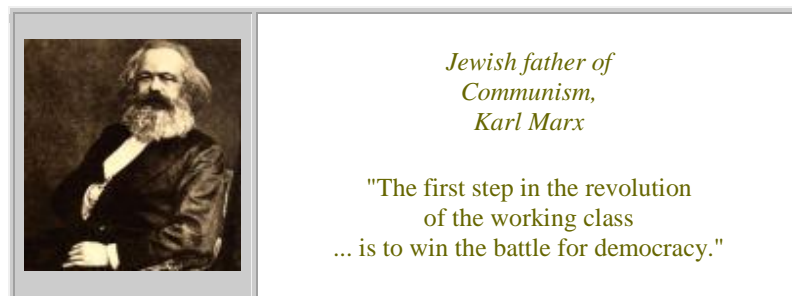 Jewish father of
Communism,
Karl Marx
"The first step in the revolution
of the working class
... is to win the battle for democracy."